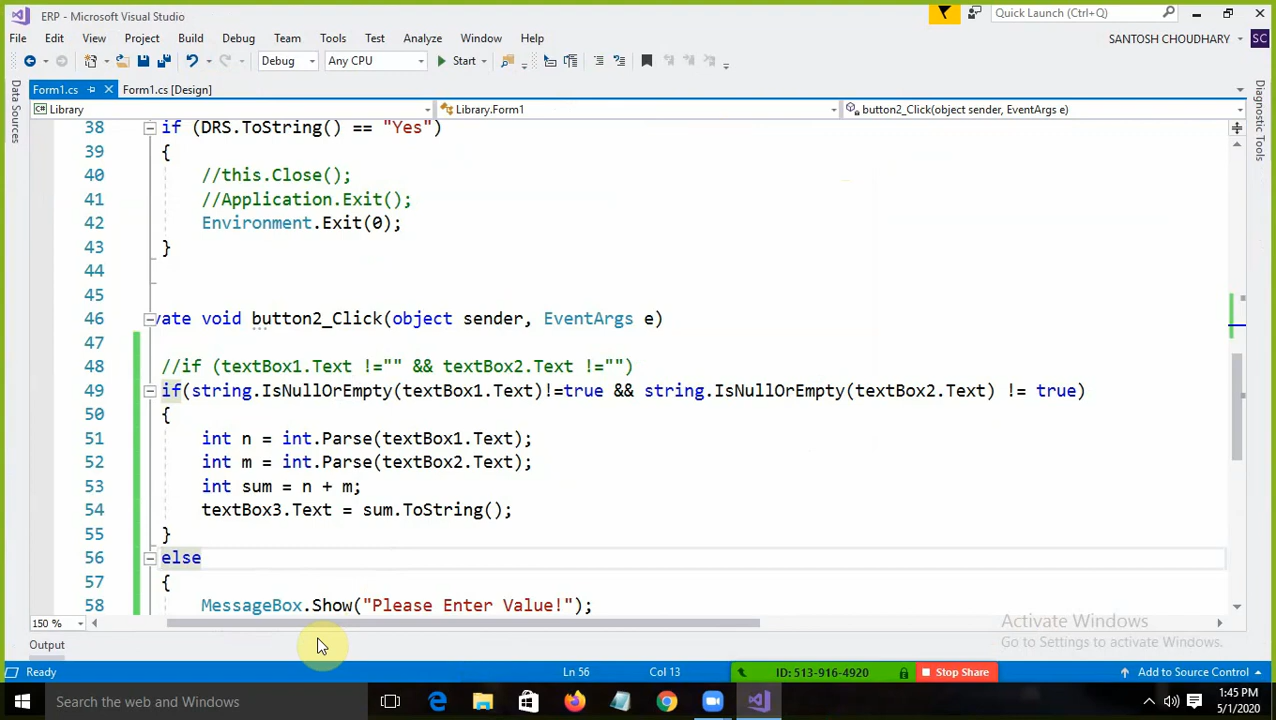 ERP - Microsoft Visual Studio
Quick Launch (Ctrl+Q)
File Edit View Project Build Debug Team Tools Test Analyze Window Help
SANTOSH CHOUDHARY SC
Debug Any CPU Start
Form1.cs Form1.cs [Design]
Library Library.Form1 button2_Click(object sender, EventArgs e)
Data Sources
Diagnostic Tools
38 if (DRS.ToString() == "Yes")
39 {
40 //this.Close();
41 //Application.Exit();
42 Environment.Exit(0);
43 }
44
45
46 vate void button2_Click(object sender, EventArgs e)
47
48 //if (textBox1.Text !="" && textBox2.Text !="")
49 if(string.IsNullOrEmpty(textBox1.Text)!=true && string.IsNullOrEmpty(textBox2.Text) != true)
50 {
51 int n = int.Parse(textBox1.Text);
52 int m = int.Parse(textBox2.Text);
53 int sum = n + m;
54 textBox3.Text = sum.ToString();
55 }
56 else
57 {
58 MessageBox.Show("Please Enter Value!");
150 %
Activate Windows
Go to Settings to activate Windows.
Output
Ready Ln 56 Col 13 ID: 513-916-4920 Stop Share Add to Source Control
Search the web and Windows
1:45 PM
5/1/2020